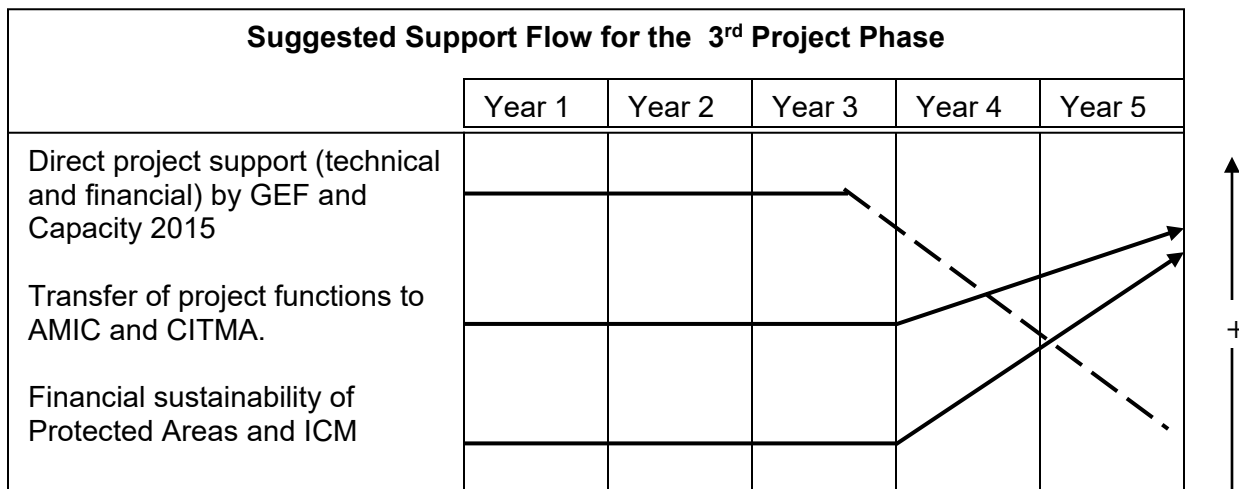 Suggested Support Flow for the 3rd Project Phase
Year 1 Year 2 Year 3 Year 4 Year 5
Direct project support (technical
and financial) by GEF and
Capacity 2015
Transfer of project functions to
AMIC and CITMA.
+
Financial sustainability of
Protected Areas and ICM